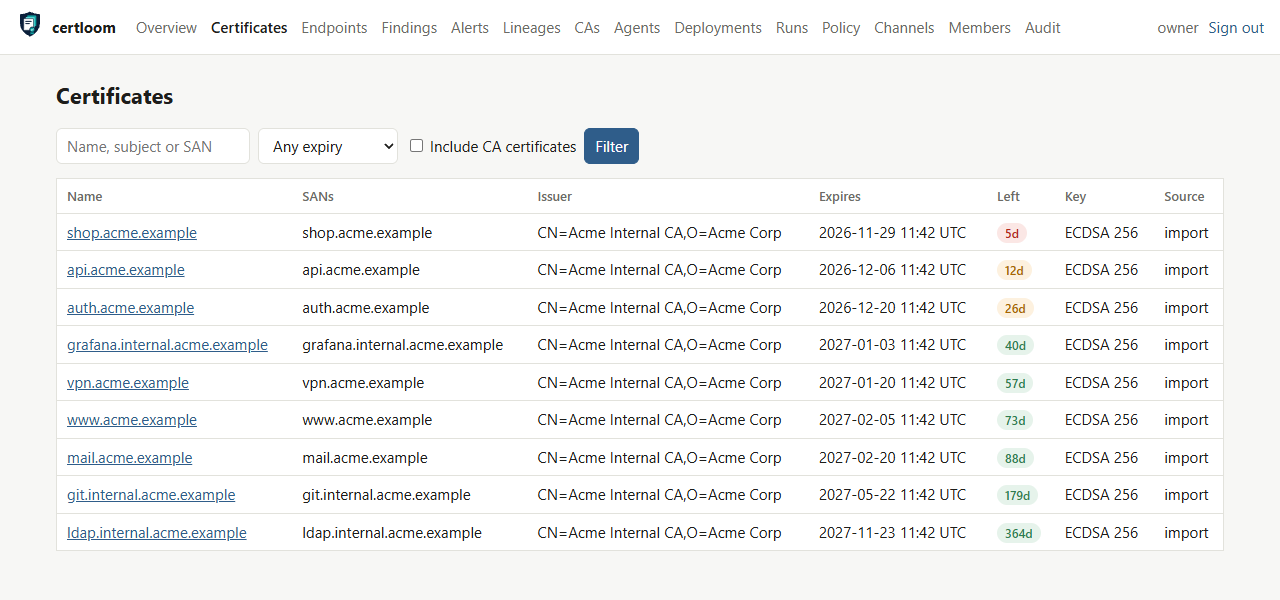 certloom Overview Certificates Endpoints Findings Alerts Lineages CAs Agents Deployments Runs Policy Channels Members Audit owner Sign out
Certificates
Name, subject or SAN Any expiry Include CA certificates Filter
Name SANs Issuer Expires Left Key Source
shop.acme.example shop.acme.example CN=Acme Internal CA,O=Acme Corp 2026-11-29 11:42 UTC 5d ECDSA 256 import
api.acme.example api.acme.example CN=Acme Internal CA,O=Acme Corp 2026-12-06 11:42 UTC 12d ECDSA 256 import
auth.acme.example auth.acme.example CN=Acme Internal CA,O=Acme Corp 2026-12-20 11:42 UTC 26d ECDSA 256 import
grafana.internal.acme.example grafana.internal.acme.example CN=Acme Internal CA,O=Acme Corp 2027-01-03 11:42 UTC 40d ECDSA 256 import
vpn.acme.example vpn.acme.example CN=Acme Internal CA,O=Acme Corp 2027-01-20 11:42 UTC 57d ECDSA 256 import
www.acme.example www.acme.example CN=Acme Internal CA,O=Acme Corp 2027-02-05 11:42 UTC 73d ECDSA 256 import
mail.acme.example mail.acme.example CN=Acme Internal CA,O=Acme Corp 2027-02-20 11:42 UTC 88d ECDSA 256 import
git.internal.acme.example git.internal.acme.example CN=Acme Internal CA,O=Acme Corp 2027-05-22 11:42 UTC 179d ECDSA 256 import
ldap.internal.acme.example ldap.internal.acme.example CN=Acme Internal CA,O=Acme Corp 2027-11-23 11:42 UTC 364d ECDSA 256 import